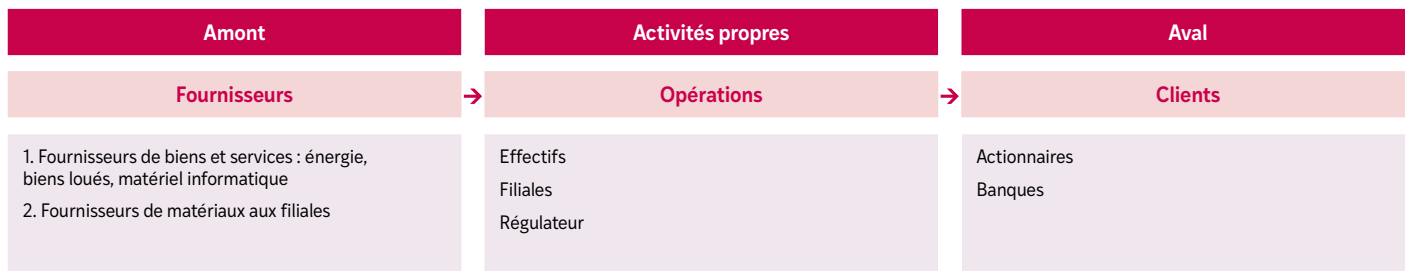 Amont
Activités propres
Aval
Fournisseurs
Opérations
Clients
1. Fournisseurs de biens et services : énergie,
biens loués, matériel informatique
2. Fournisseurs de matériaux aux filiales
Effectifs
Filiales
Régulateur
Actionnaires
Banques